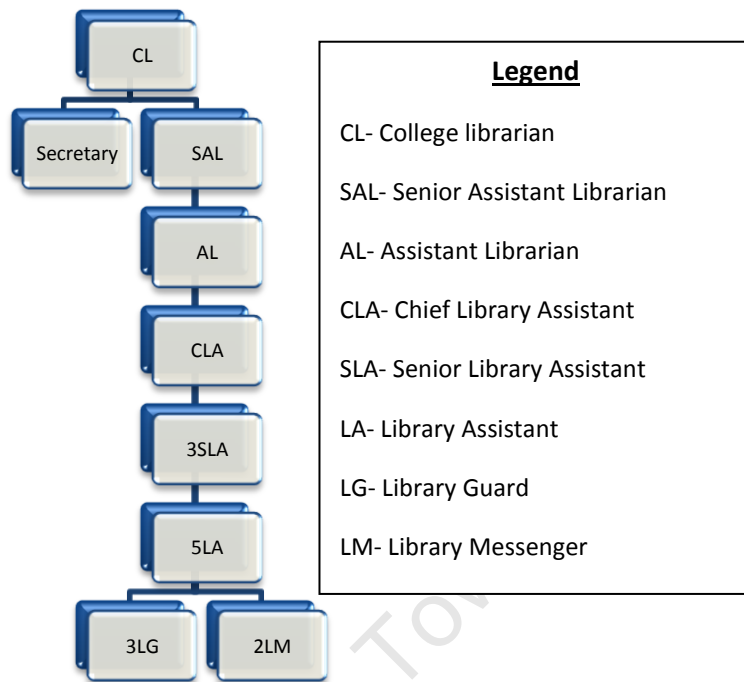 CL
Secretary SAL
AL
CLA
3SLA
5LA
3LG 2LM
Legend
CL- College librarian
SAL- Senior Assistant Librarian
AL- Assistant Librarian
CLA- Chief Library Assistant
SLA- Senior Library Assistant
LA- Library Assistant
LG- Library Guard
LM- Library Messenger